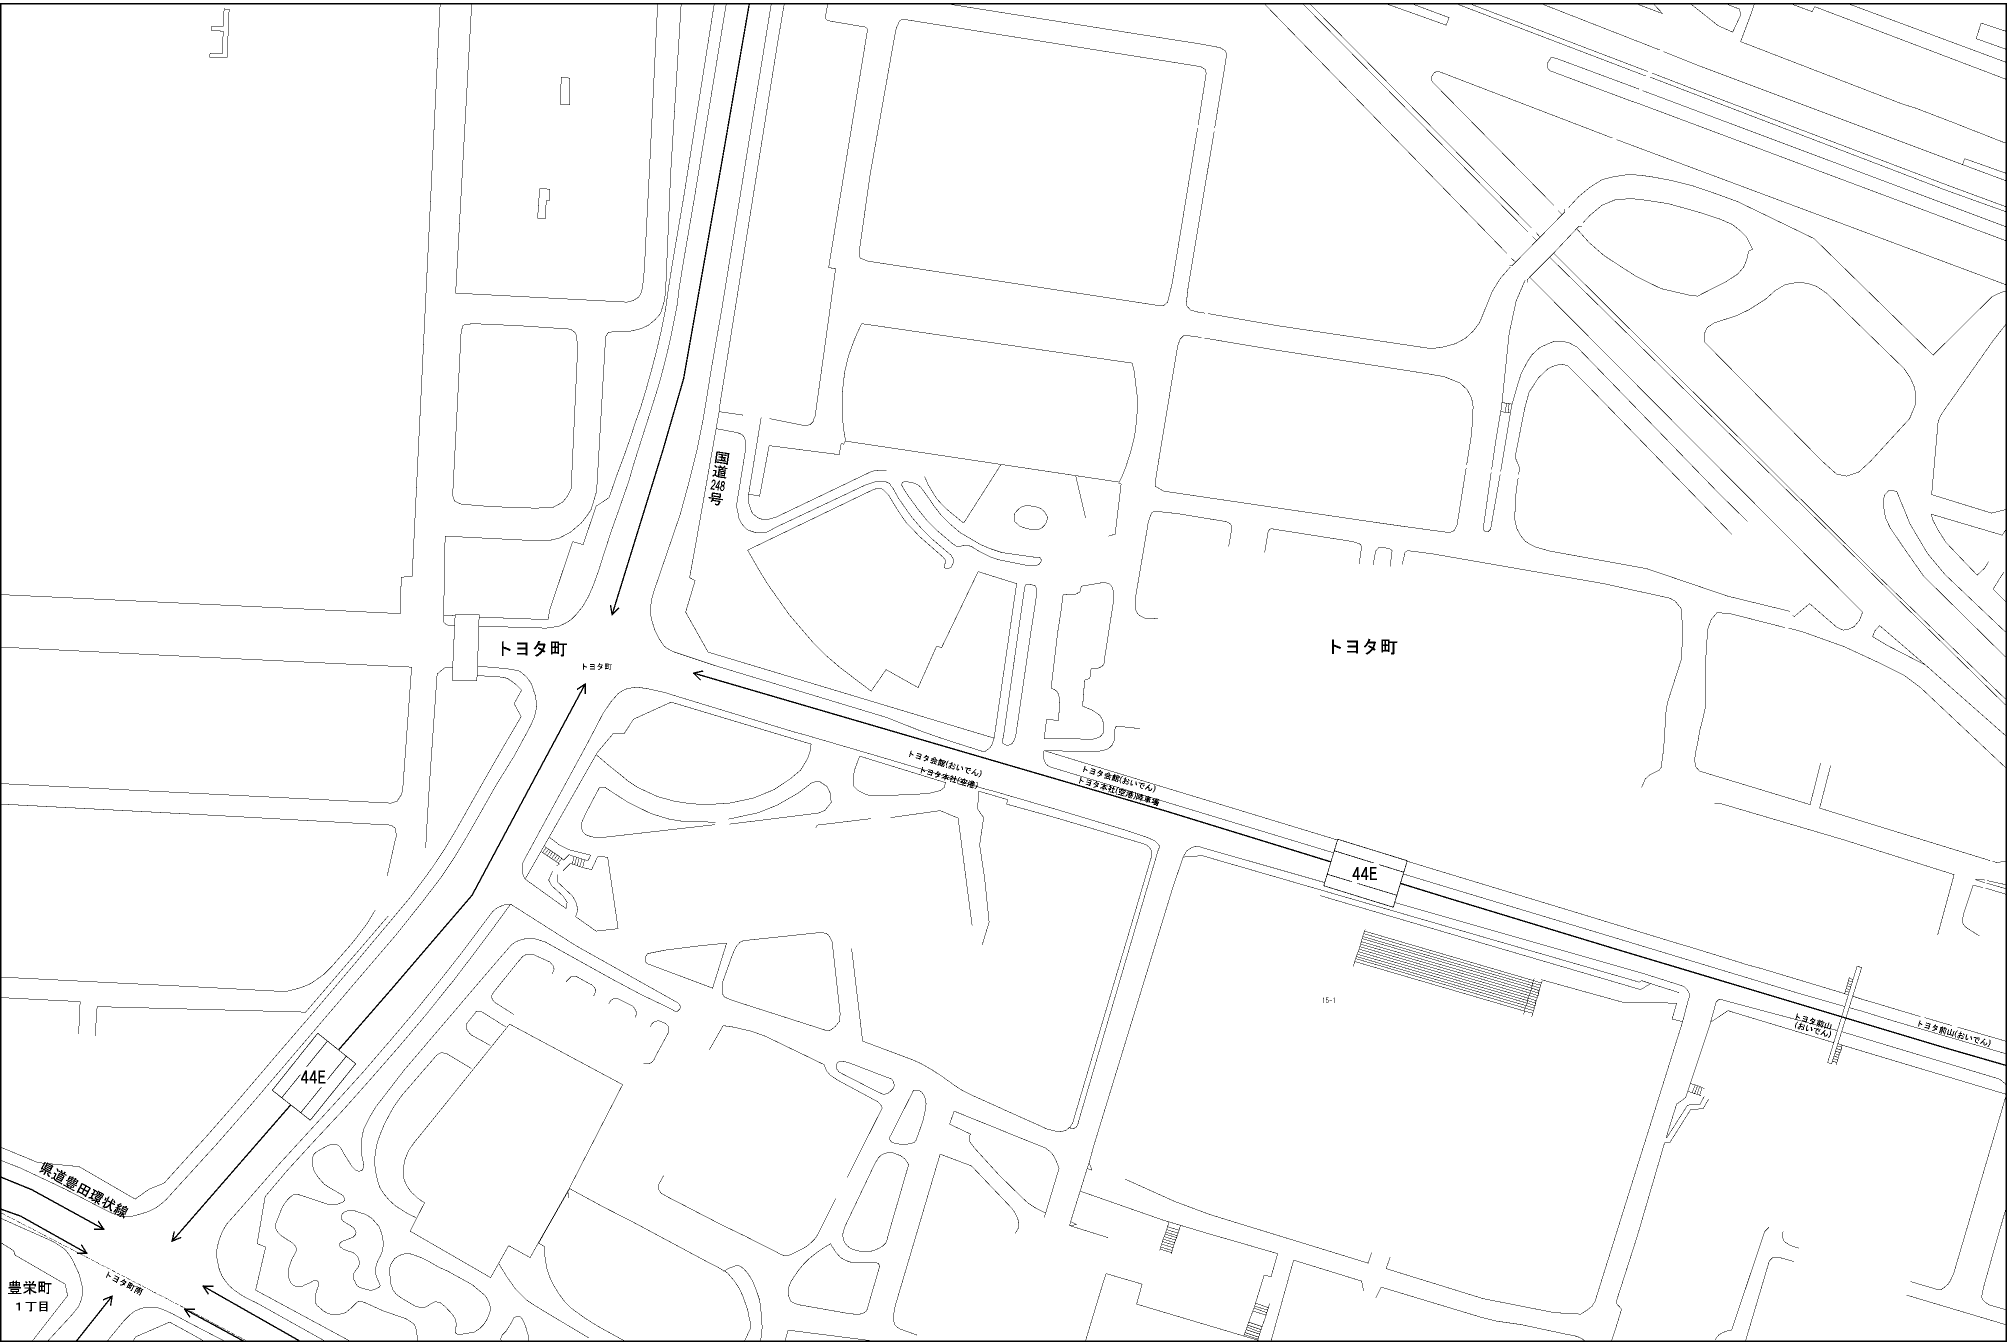 国道248号
トヨタ町
トヨタ町
トヨタ町
トヨタ会館(おいでん)
トヨタ本社(空港)
トヨタ会館(おいでん)
トヨタ本社(空港)降車場
44E
15-1
トヨタ前山
(おいでん)
トヨタ前山(おいでん)
44E
県道豊田環状線
トヨタ町南
豊栄町
1丁目